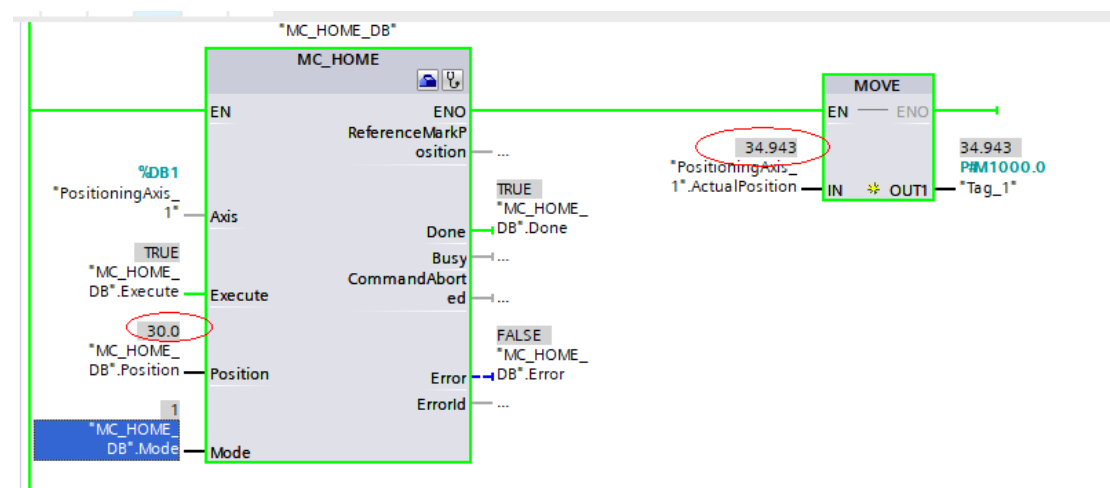 "MC_HOME_DB"
MC_HOME
MOVE
EN
ENO
EN
ENO
ReferenceMarkP
osition
...
34.943
34.943
%DB1
"PositioningAxis_
P#M1000.0
"PositioningAxis_
1"
TRUE
1".ActualPosition
IN
OUT1
"Tag_1"
Axis
"MC_HOME_
Done
DB".Done
TRUE
Busy
...
"MC_HOME_
CommandAbort
DB".Execute
Execute
ed
...
30.0
FALSE
"MC_HOME_
"MC_HOME_
DB".Position
Position
Error
DB".Error
1
ErrorId
...
"MC_HOME_
DB".Mode
Mode